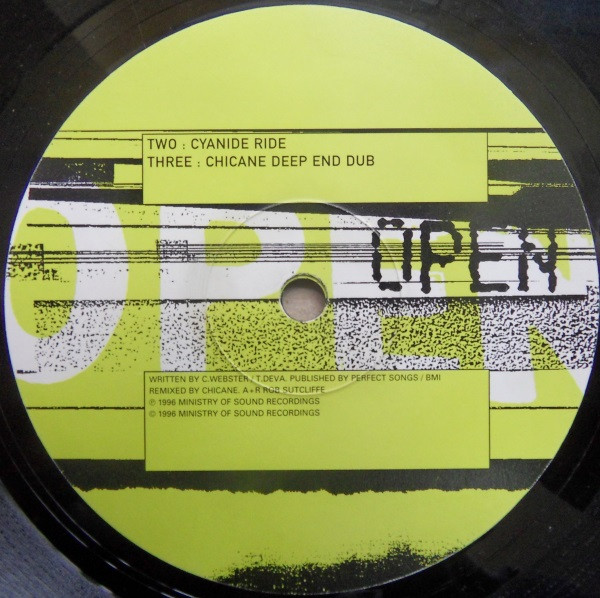 TWO : CYANIDE RIDE
THREE : CHICANE DEEP END DUB
OPEN
OPEN
WRITTEN BY C.WEBSTER / T.DEVA. PUBLISHED BY PERFECT SONGS / BMI
REMIXED BY CHICANE. A+R ROB SUTCLIFFE
℗ 1996 MINISTRY OF SOUND RECORDINGS
© 1996 MINISTRY OF SOUND RECORDINGS